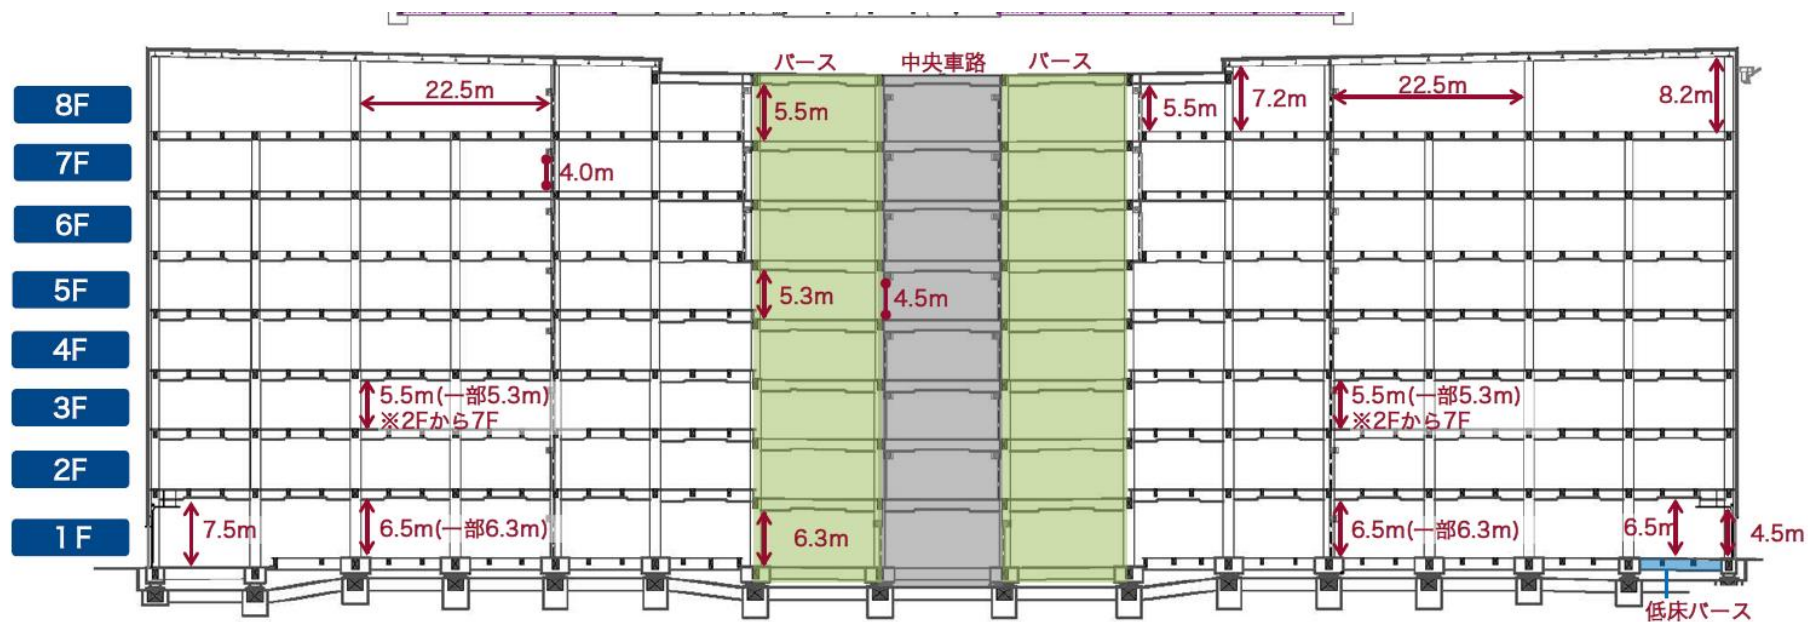 バース
中央車路
バース
8F
22.5m
5.5m
5.5m
7.2m
22.5m
8.2m
7F
4.0m
6F
5F
5.3m
4.5m
4F
3F
5.5m(一部5.3m)
※2Fから7F
5.5m(一部5.3m)
※2Fから7F
2F
1F
7.5m
6.5m(一部6.3m)
6.3m
6.5m(一部6.3m)
6.5m
4.5m
低床バース